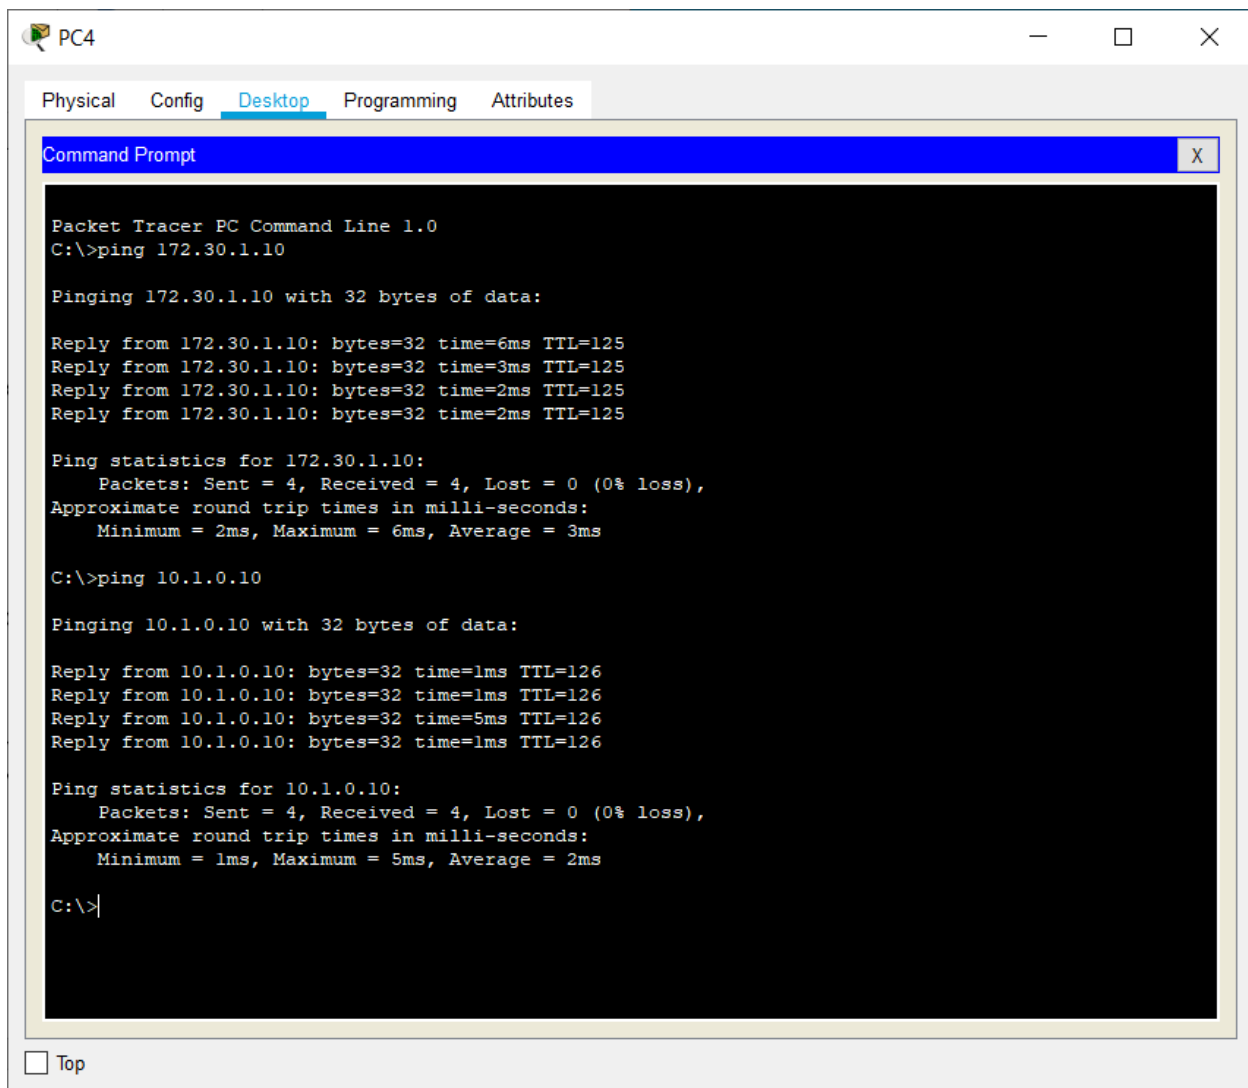 PC4
Physical Config Desktop Programming Attributes
Command Prompt
X
Packet Tracer PC Command Line 1.0
C:\>ping 172.30.1.10
Pinging 172.30.1.10 with 32 bytes of data:
Reply from 172.30.1.10: bytes=32 time=6ms TTL=125
Reply from 172.30.1.10: bytes=32 time=3ms TTL=125
Reply from 172.30.1.10: bytes=32 time=2ms TTL=125
Reply from 172.30.1.10: bytes=32 time=2ms TTL=125
Ping statistics for 172.30.1.10:
    Packets: Sent = 4, Received = 4, Lost = 0 (0% loss),
Approximate round trip times in milli-seconds:
    Minimum = 2ms, Maximum = 6ms, Average = 3ms
C:\>ping 10.1.0.10
Pinging 10.1.0.10 with 32 bytes of data:
Reply from 10.1.0.10: bytes=32 time=1ms TTL=126
Reply from 10.1.0.10: bytes=32 time=1ms TTL=126
Reply from 10.1.0.10: bytes=32 time=5ms TTL=126
Reply from 10.1.0.10: bytes=32 time=1ms TTL=126
Ping statistics for 10.1.0.10:
    Packets: Sent = 4, Received = 4, Lost = 0 (0% loss),
Approximate round trip times in milli-seconds:
    Minimum = 1ms, Maximum = 5ms, Average = 2ms
C:\>
Top